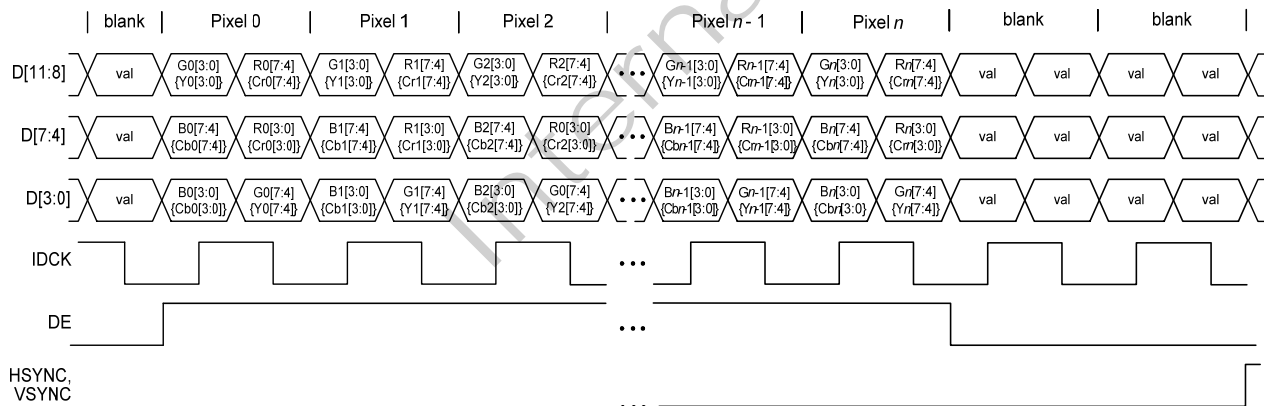 blank Pixel 0 Pixel 1 Pixel 2 Pixel n - 1 Pixel n blank blank
D[11:8] val G0[3:0] R0[7:4] G1[3:0] R1[7:4] G2[3:0] R2[7:4] ••• Gn-1[3:0] Rn-1[7:4] Gn[3:0] Rn[7:4] val val val val
{Y0[3:0]} {Cr0[7:4]} {Y1[3:0]} {Cr1[7:4]} {Y2[3:0]} {Cr2[7:4]} {Yn-1[3:0]} {Crn-1[7:4]} {Yn[3:0]} {Crn[7:4]}
D[7:4] val B0[7:4] R0[3:0] B1[7:4] R1[3:0] B2[7:4] R0[3:0] ••• Bn-1[7:4] Rn-1[3:0] Bn[7:4] Rn[3:0] val val val val
{Cb0[7:4]} {Cr0[3:0]} {Cb1[7:4]} {Cr1[3:0]} {Cb2[7:4]} {Cr2[3:0]} {Cbn-1[7:4]} {Crn-1[3:0]} {Cbn[7:4]} {Crn[3:0]}
D[3:0] val B0[3:0] G0[7:4] B1[3:0] G1[7:4] B2[3:0] G0[7:4] ••• Bn-1[3:0] Gn-1[7:4] Bn[3:0] Gn[7:4] val val val val
{Cb0[3:0]} {Y0[7:4]} {Cb1[3:0]} {Y1[7:4]} {Cb2[3:0]} {Y2[7:4]} {Cbn-1[3:0]} {Yn-1[7:4]} {Cbn[3:0]} {Yn[7:4]}
IDCK •••
DE •••
HSYNC,
VSYNC •••
Interna